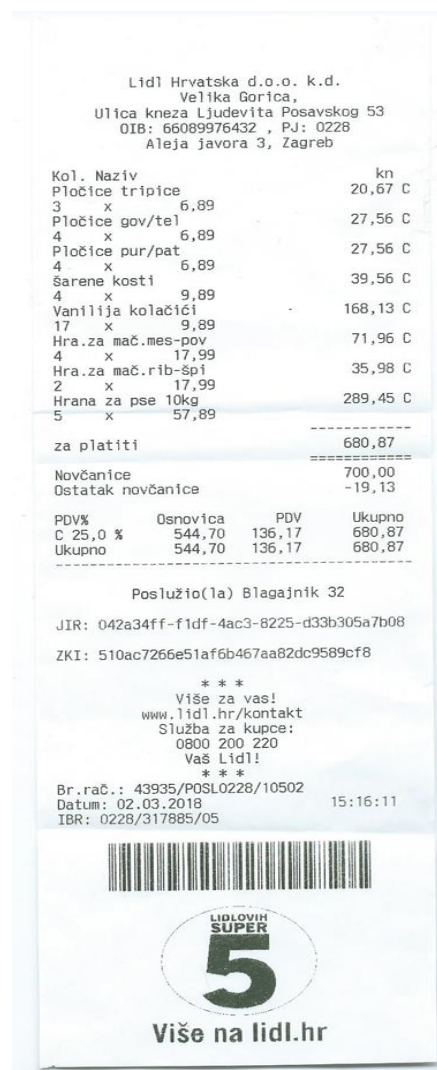 Lidl Hrvatska d.o.o. k.d.
Velika Gorica,
Ulica kneza Ljudevita Posavskog 53
OIB: 66089976432 , PJ: 0228
Aleja javora 3, Zagreb
Kol. Naziv kn
Pločice tripice 20,67 C
3 x 6,89
Pločice gov/tel 27,56 C
4 x 6,89
Pločice pur/pat 27,56 C
4 x 6,89
Šarene kosti 39,56 C
4 x 9,89
Vanilija kolačići 168,13 C
17 x 9,89
Hra.za mač.mes-pov 71,96 C
4 x 17,99
Hra.za mač.rib-špi 35,98 C
2 x 17,99
Hrana za pse 10kg 289,45 C
5 x 57,89
------------
za platiti 680,87
============
Novčanice 700,00
Ostatak novčanice -19,13
PDV% Osnovica PDV Ukupno
C 25,0 % 544,70 136,17 680,87
Ukupno 544,70 136,17 680,87
------------------------------------------
Poslužio(la) Blagajnik 32
JIR: 042a34ff-f1df-4ac3-8225-d33b305a7b08
ZKI: 510ac7266e51af6b467aa82dc9589cf8
* * *
Više za vas!
www.lidl.hr/kontakt
Služba za kupce:
0800 200 220
Vaš Lidl!
* * *
Br.rač.: 43935/POSL0228/10502
Datum: 02.03.2018 15:16:11
IBR: 0228/317885/05
LIDLOVIH
SUPER
5
Više na lidl.hr